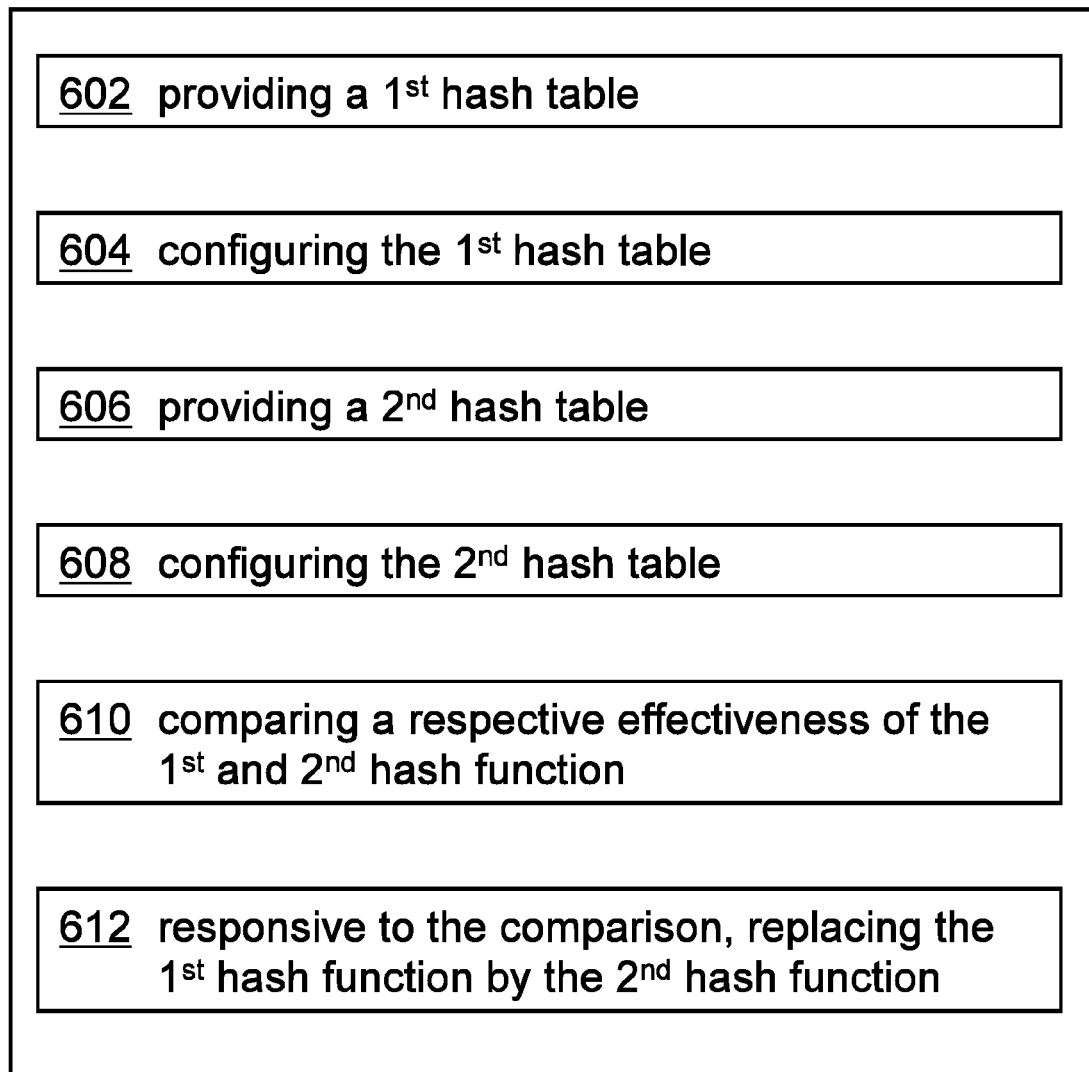 602 providing a 1st hash table
604 configuring the 1st hash table
606 providing a 2nd hash table
608 configuring the 2nd hash table
610 comparing a respective effectiveness of the
1st and 2nd hash function
612 responsive to the comparison, replacing the
1st hash function by the 2nd hash function